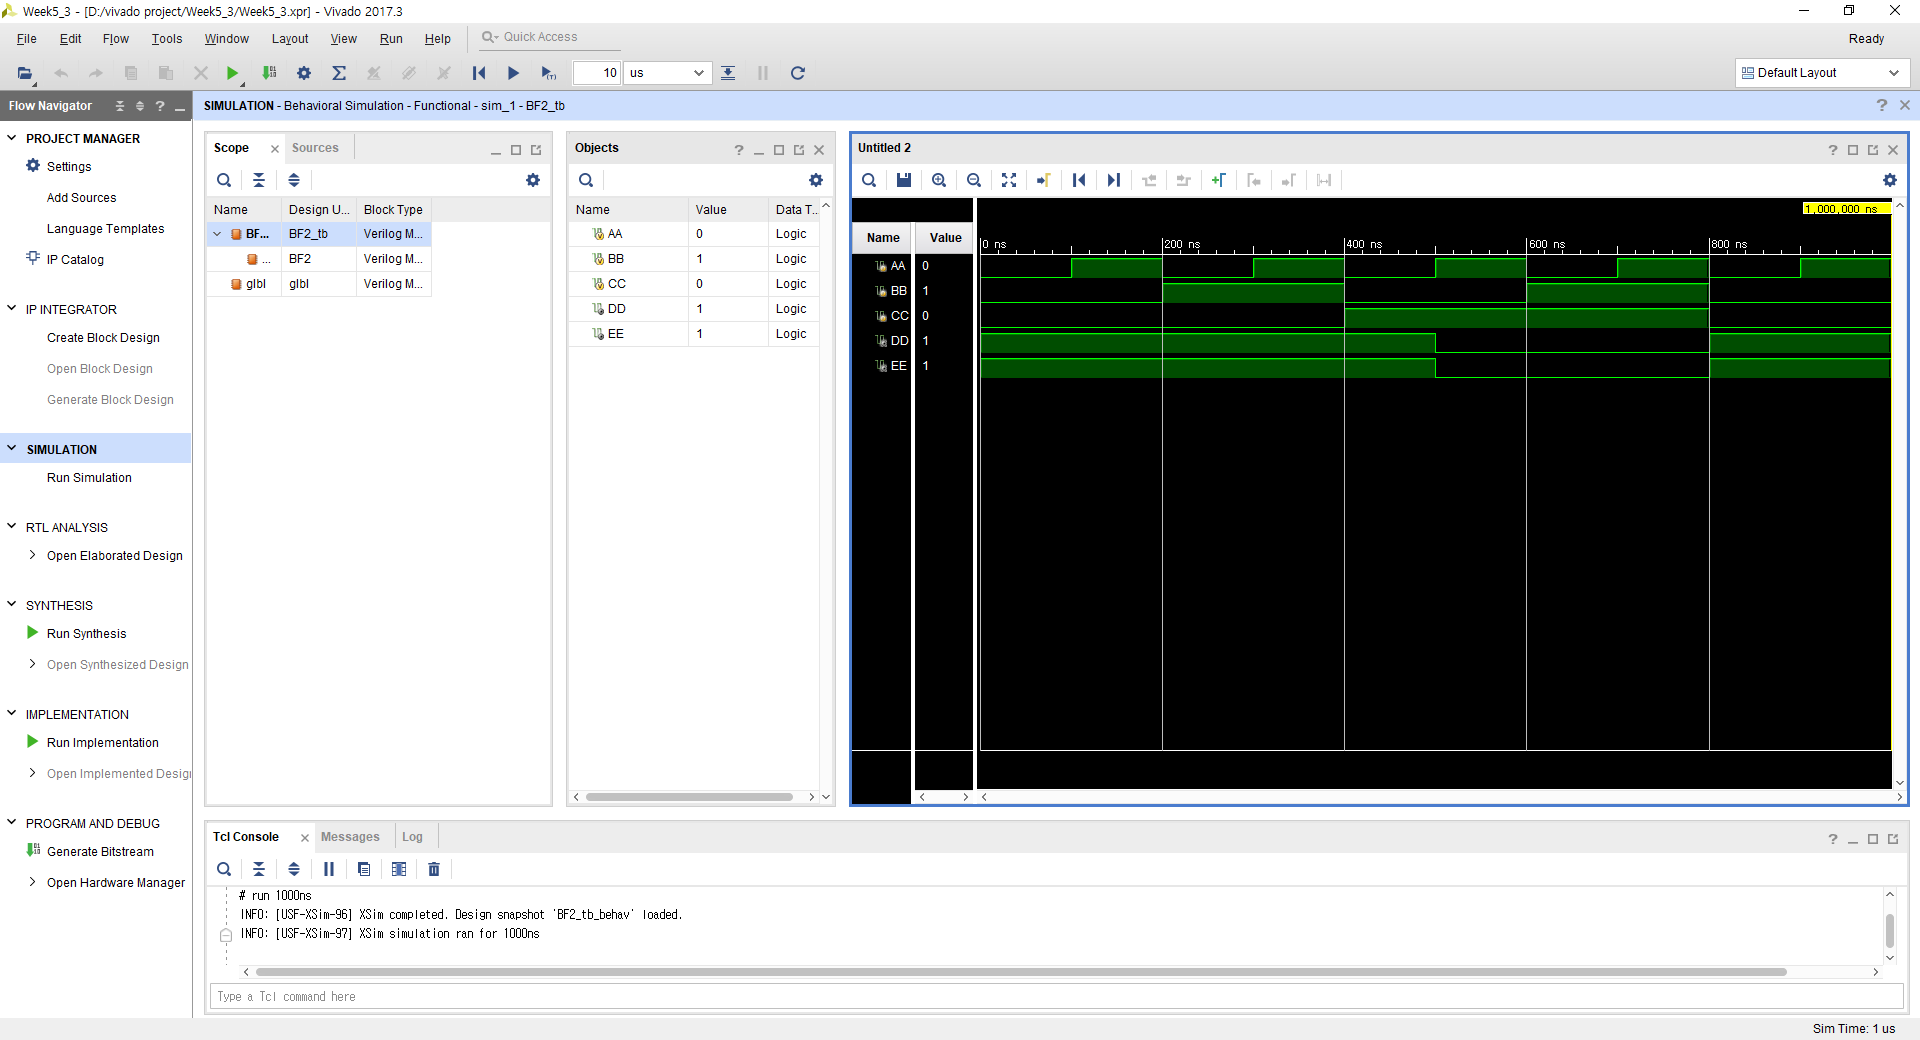 Week5_3 - [D:/vivado project/Week5_3/Week5_3.xpr] - Vivado 2017.3
File Edit Flow Tools Window Layout View Run Help Quick Access Ready
10 us Default Layout
Flow Navigator
SIMULATION - Behavioral Simulation - Functional - sim_1 - BF2_tb
PROJECT MANAGER
Settings
Add Sources
Language Templates
IP Catalog
IP INTEGRATOR
Create Block Design
Open Block Design
Generate Block Design
SIMULATION
Run Simulation
RTL ANALYSIS
Open Elaborated Design
SYNTHESIS
Run Synthesis
Open Synthesized Design
IMPLEMENTATION
Run Implementation
Open Implemented Desig
PROGRAM AND DEBUG
Generate Bitstream
Open Hardware Manager
Scope Sources
Name Design U... Block Type
BF... BF2_tb Verilog M...
... BF2 Verilog M...
glbl glbl Verilog M...
Objects
Name Value Data T...
AA 0 Logic
BB 1 Logic
CC 0 Logic
DD 1 Logic
EE 1 Logic
Untitled 2
1,000,000 ns
Name Value
0 ns 200 ns 400 ns 600 ns 800 ns
AA 0
BB 1
CC 0
DD 1
EE 1
Tcl Console Messages Log
# run 1000ns
INFO: [USF-XSim-96] XSim completed. Design snapshot 'BF2_tb_behav' loaded.
INFO: [USF-XSim-97] XSim simulation ran for 1000ns
Type a Tcl command here
Sim Time: 1 us